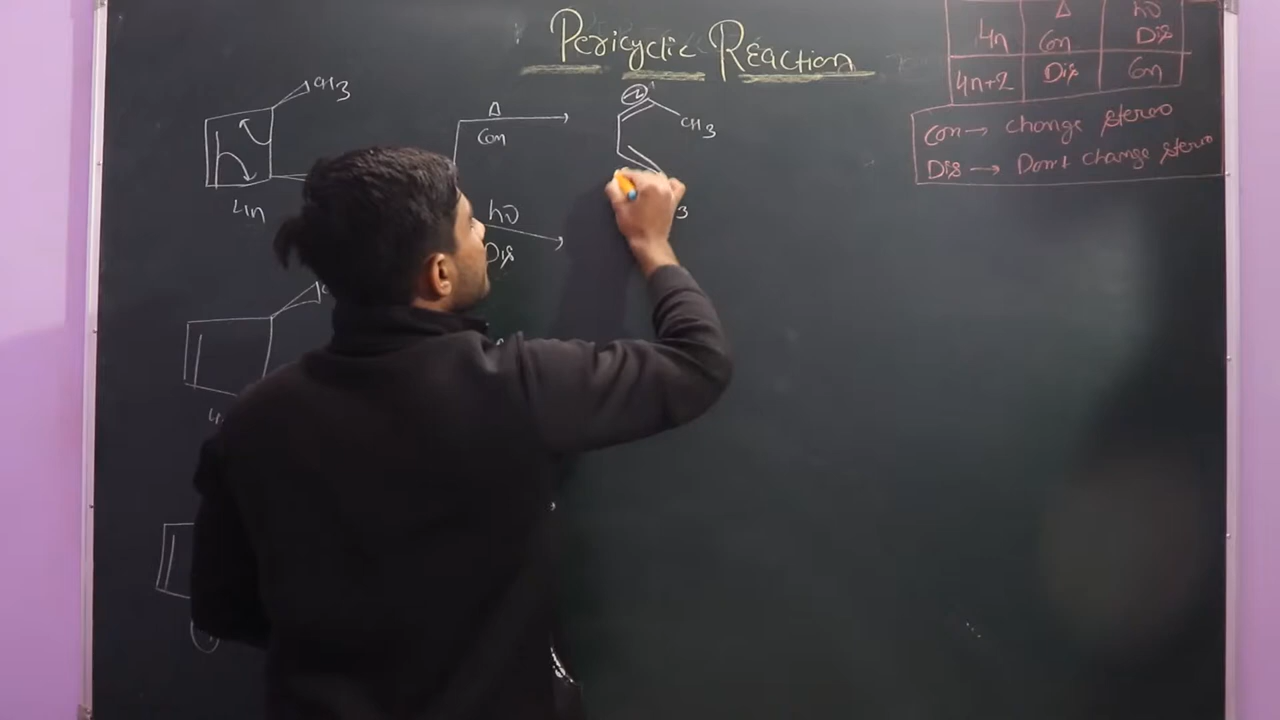 Pericyclic Reaction
Δ hν
4n Con Dis
4n+2 Dis Con
Con → change stereo
Dis → Don't change stereo
CH3
4n
Δ
Con
hν
Dis
CH3
3